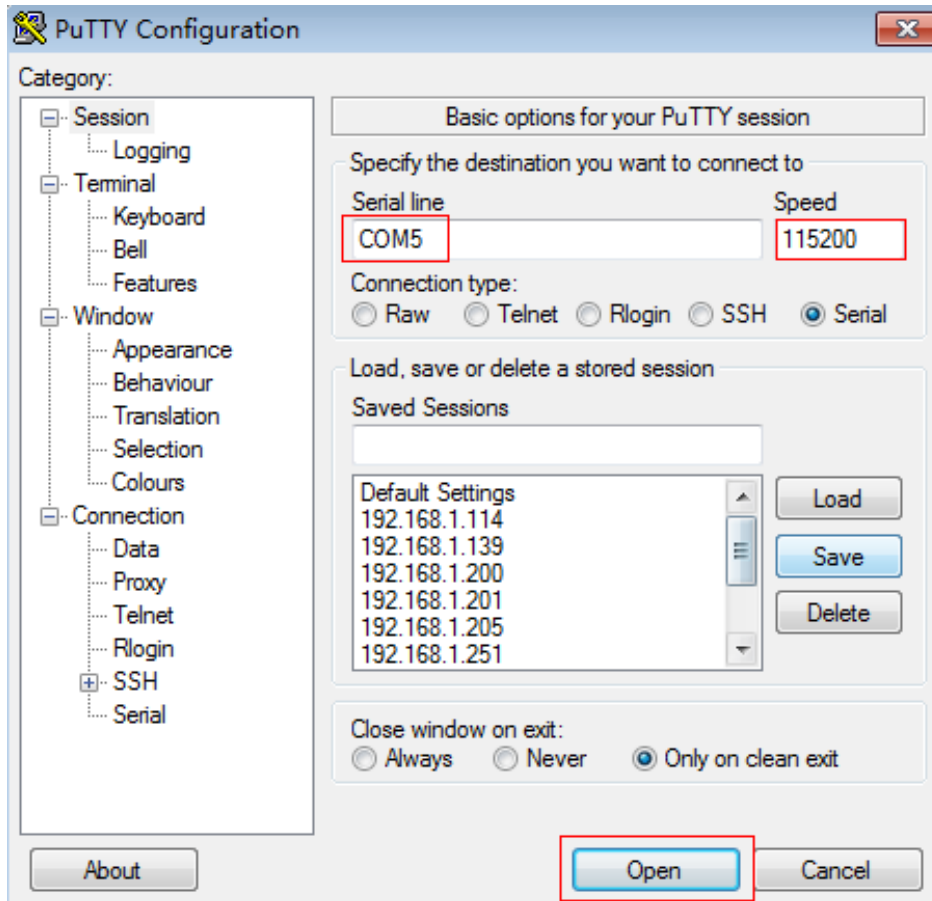 PuTTY Configuration
Category:
Session
Logging
Terminal
Keyboard
Bell
Features
Window
Appearance
Behaviour
Translation
Selection
Colours
Connection
Data
Proxy
Telnet
Rlogin
SSH
Serial
Basic options for your PuTTY session
Specify the destination you want to connect to
Serial line Speed
COM5 115200
Connection type:
Raw Telnet Rlogin SSH Serial
Load, save or delete a stored session
Saved Sessions
Default Settings
192.168.1.114
192.168.1.139
192.168.1.200
192.168.1.201
192.168.1.205
192.168.1.251
Load
Save
Delete
Close window on exit:
Always Never Only on clean exit
About Open Cancel